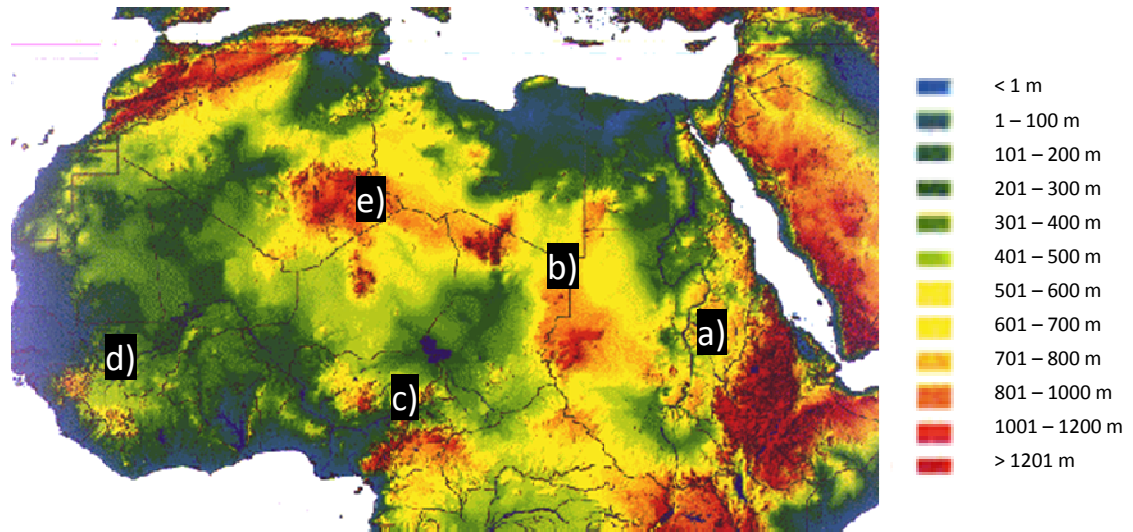 < 1 m
1 – 100 m
101 – 200 m
201 – 300 m
301 – 400 m
401 – 500 m
501 – 600 m
601 – 700 m
701 – 800 m
801 – 1000 m
1001 – 1200 m
> 1201 m
e)
b)
a)
d)
c)